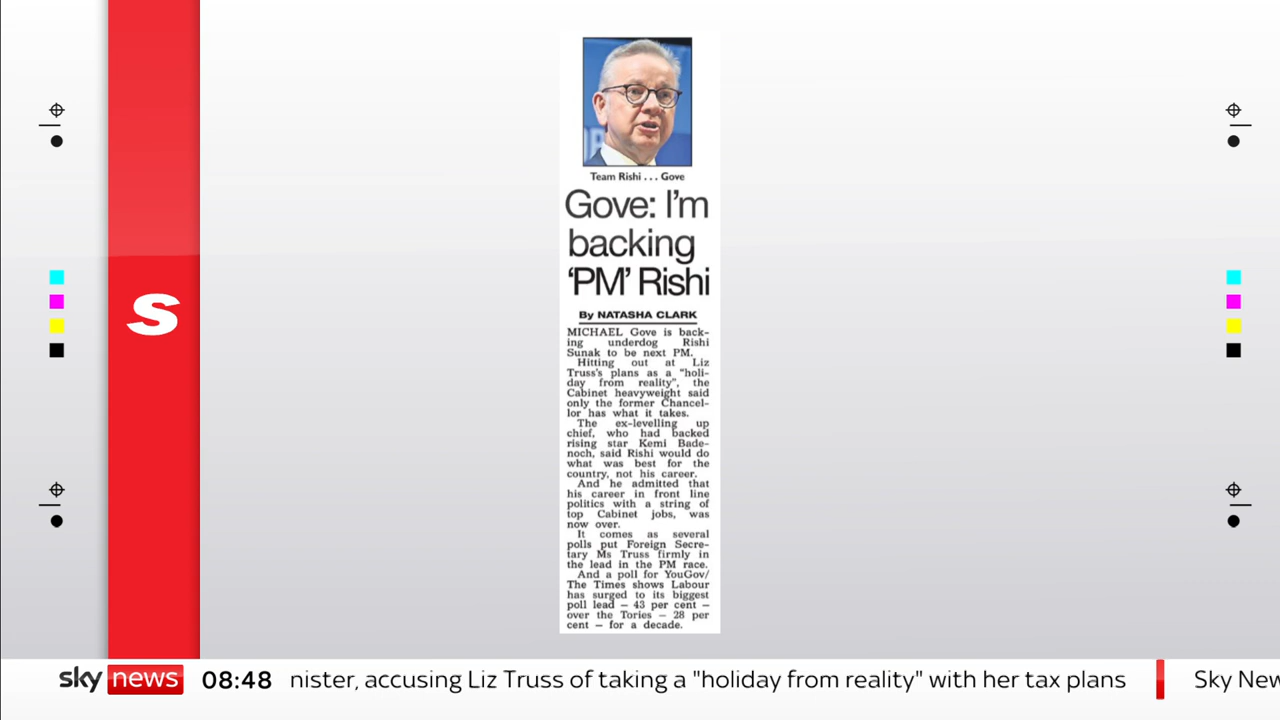 Team Rishi . . . Gove
Gove: I'm
backing
'PM' Rishi
By NATASHA CLARK
MICHAEL Gove is back-
ing underdog Rishi
Sunak to be next PM.
Hitting out at Liz
Truss's plans as a "holi-
day from reality", the
Cabinet heavyweight said
only the former Chancel-
lor has what it takes.
The ex-levelling up
chief, who had backed
rising star Kemi Bade-
noch, said Rishi would do
what was best for the
country, not his career.
And he admitted that
his career in front line
politics with a string of
top Cabinet jobs, was
now over.
It comes as several
polls put Foreign Secre-
tary Ms Truss firmly in
the lead in the PM race.
And a poll for YouGov/
The Times shows Labour
has surged to its biggest
poll lead – 43 per cent –
over the Tories – 28 per
cent – for a decade.
S
sky news 08:48 nister, accusing Liz Truss of taking a "holiday from reality" with her tax plans Sky New